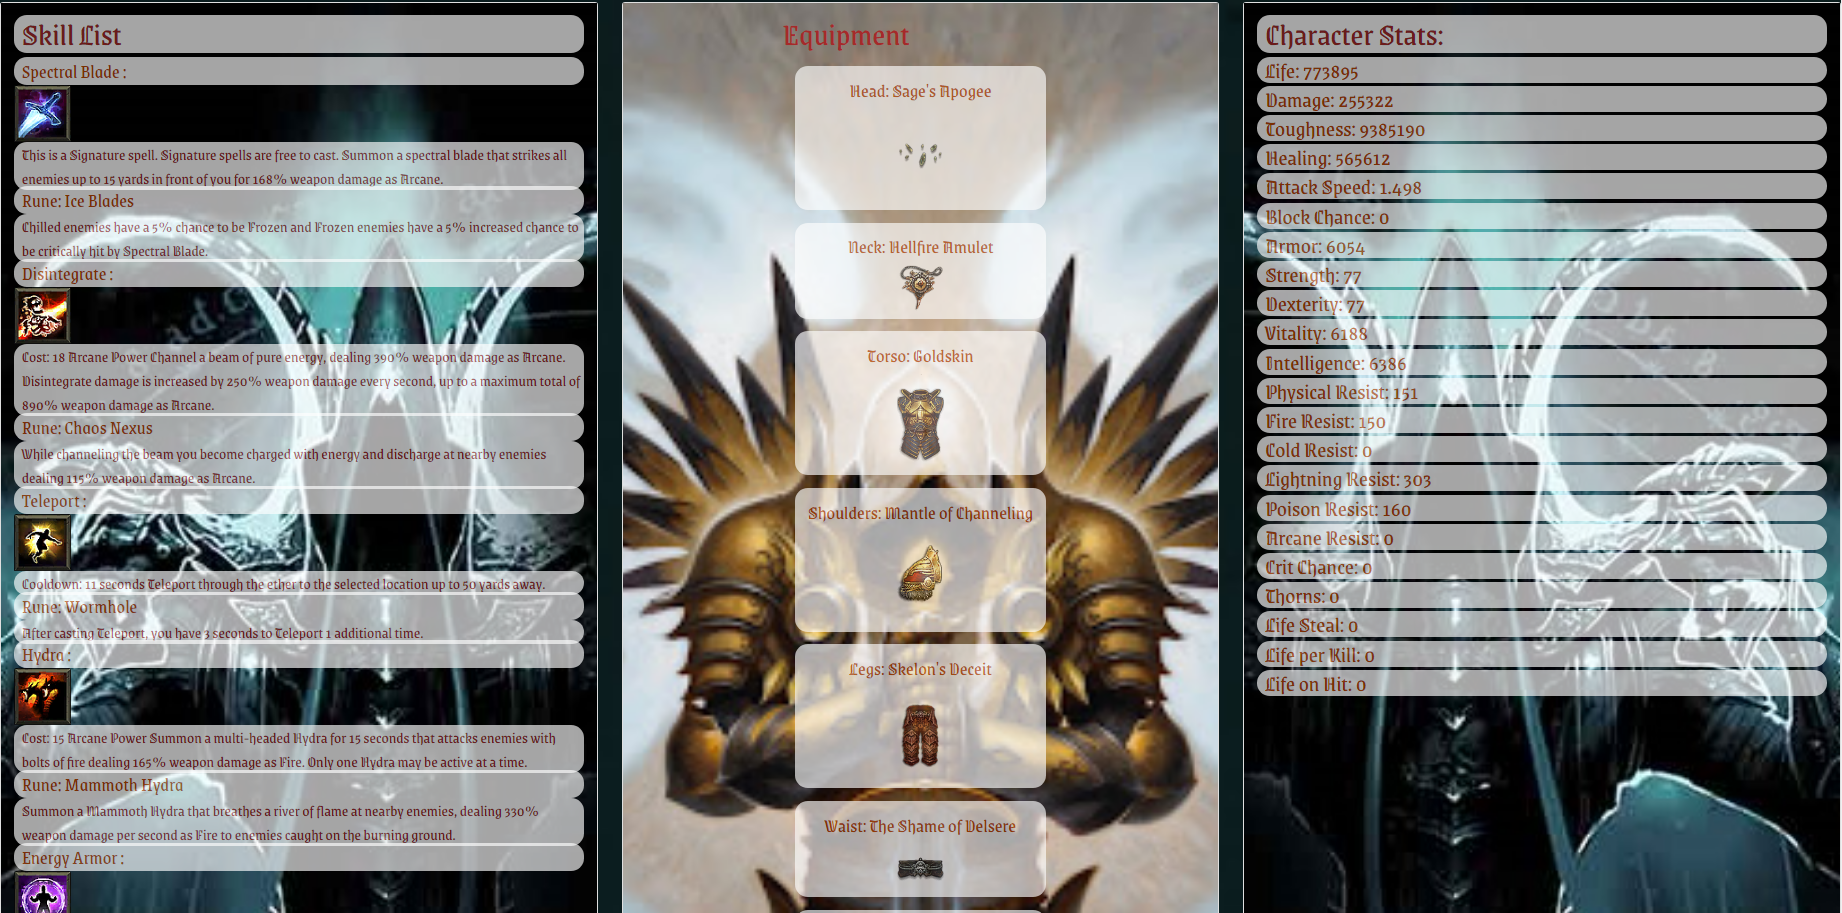 Skill List
Spectral Blade :
This is a Signature spell. Signature spells are free to cast. Summon a spectral blade that strikes all
enemies up to 15 yards in front of you for 168% weapon damage as Arcane.
Rune: Ice Blades
Chilled enemies have a 5% chance to be Frozen and Frozen enemies have a 5% increased chance to
be critically hit by Spectral Blade.
Disintegrate :
Cost: 18 Arcane Power Channel a beam of pure energy, dealing 390% weapon damage as Arcane.
Disintegrate damage is increased by 250% weapon damage every second, up to a maximum total of
890% weapon damage as Arcane.
Rune: Chaos Nexus
While channeling the beam you become charged with energy and discharge at nearby enemies
dealing 115% weapon damage as Arcane.
Teleport :
Cooldown: 11 seconds Teleport through the ether to the selected location up to 50 yards away.
Rune: Wormhole
After casting Teleport, you have 3 seconds to Teleport 1 additional time.
Hydra :
Cost: 15 Arcane Power Summon a multi-headed Hydra for 15 seconds that attacks enemies with
bolts of fire dealing 165% weapon damage as Fire. Only one Hydra may be active at a time.
Rune: Mammoth Hydra
Summon a Mammoth Hydra that breathes a river of flame at nearby enemies, dealing 330%
weapon damage per second as Fire to enemies caught on the burning ground.
Energy Armor :
Equipment
Head: Sage's Apogee
Neck: Hellfire Amulet
Torso: Goldskin
Shoulders: Mantle of Channeling
Legs: Skelon's Deceit
Waist: The Shame of Delsere
Character Stats:
Life: 773895
Damage: 255322
Toughness: 9385190
Healing: 565612
Attack Speed: 1.498
Block Chance: 0
Armor: 6054
Strength: 77
Dexterity: 77
Vitality: 6188
Intelligence: 6386
Physical Resist: 151
Fire Resist: 150
Cold Resist: 0
Lightning Resist: 303
Poison Resist: 160
Arcane Resist: 0
Crit Chance: 0
Thorns: 0
Life Steal: 0
Life per Kill: 0
Life on Hit: 0